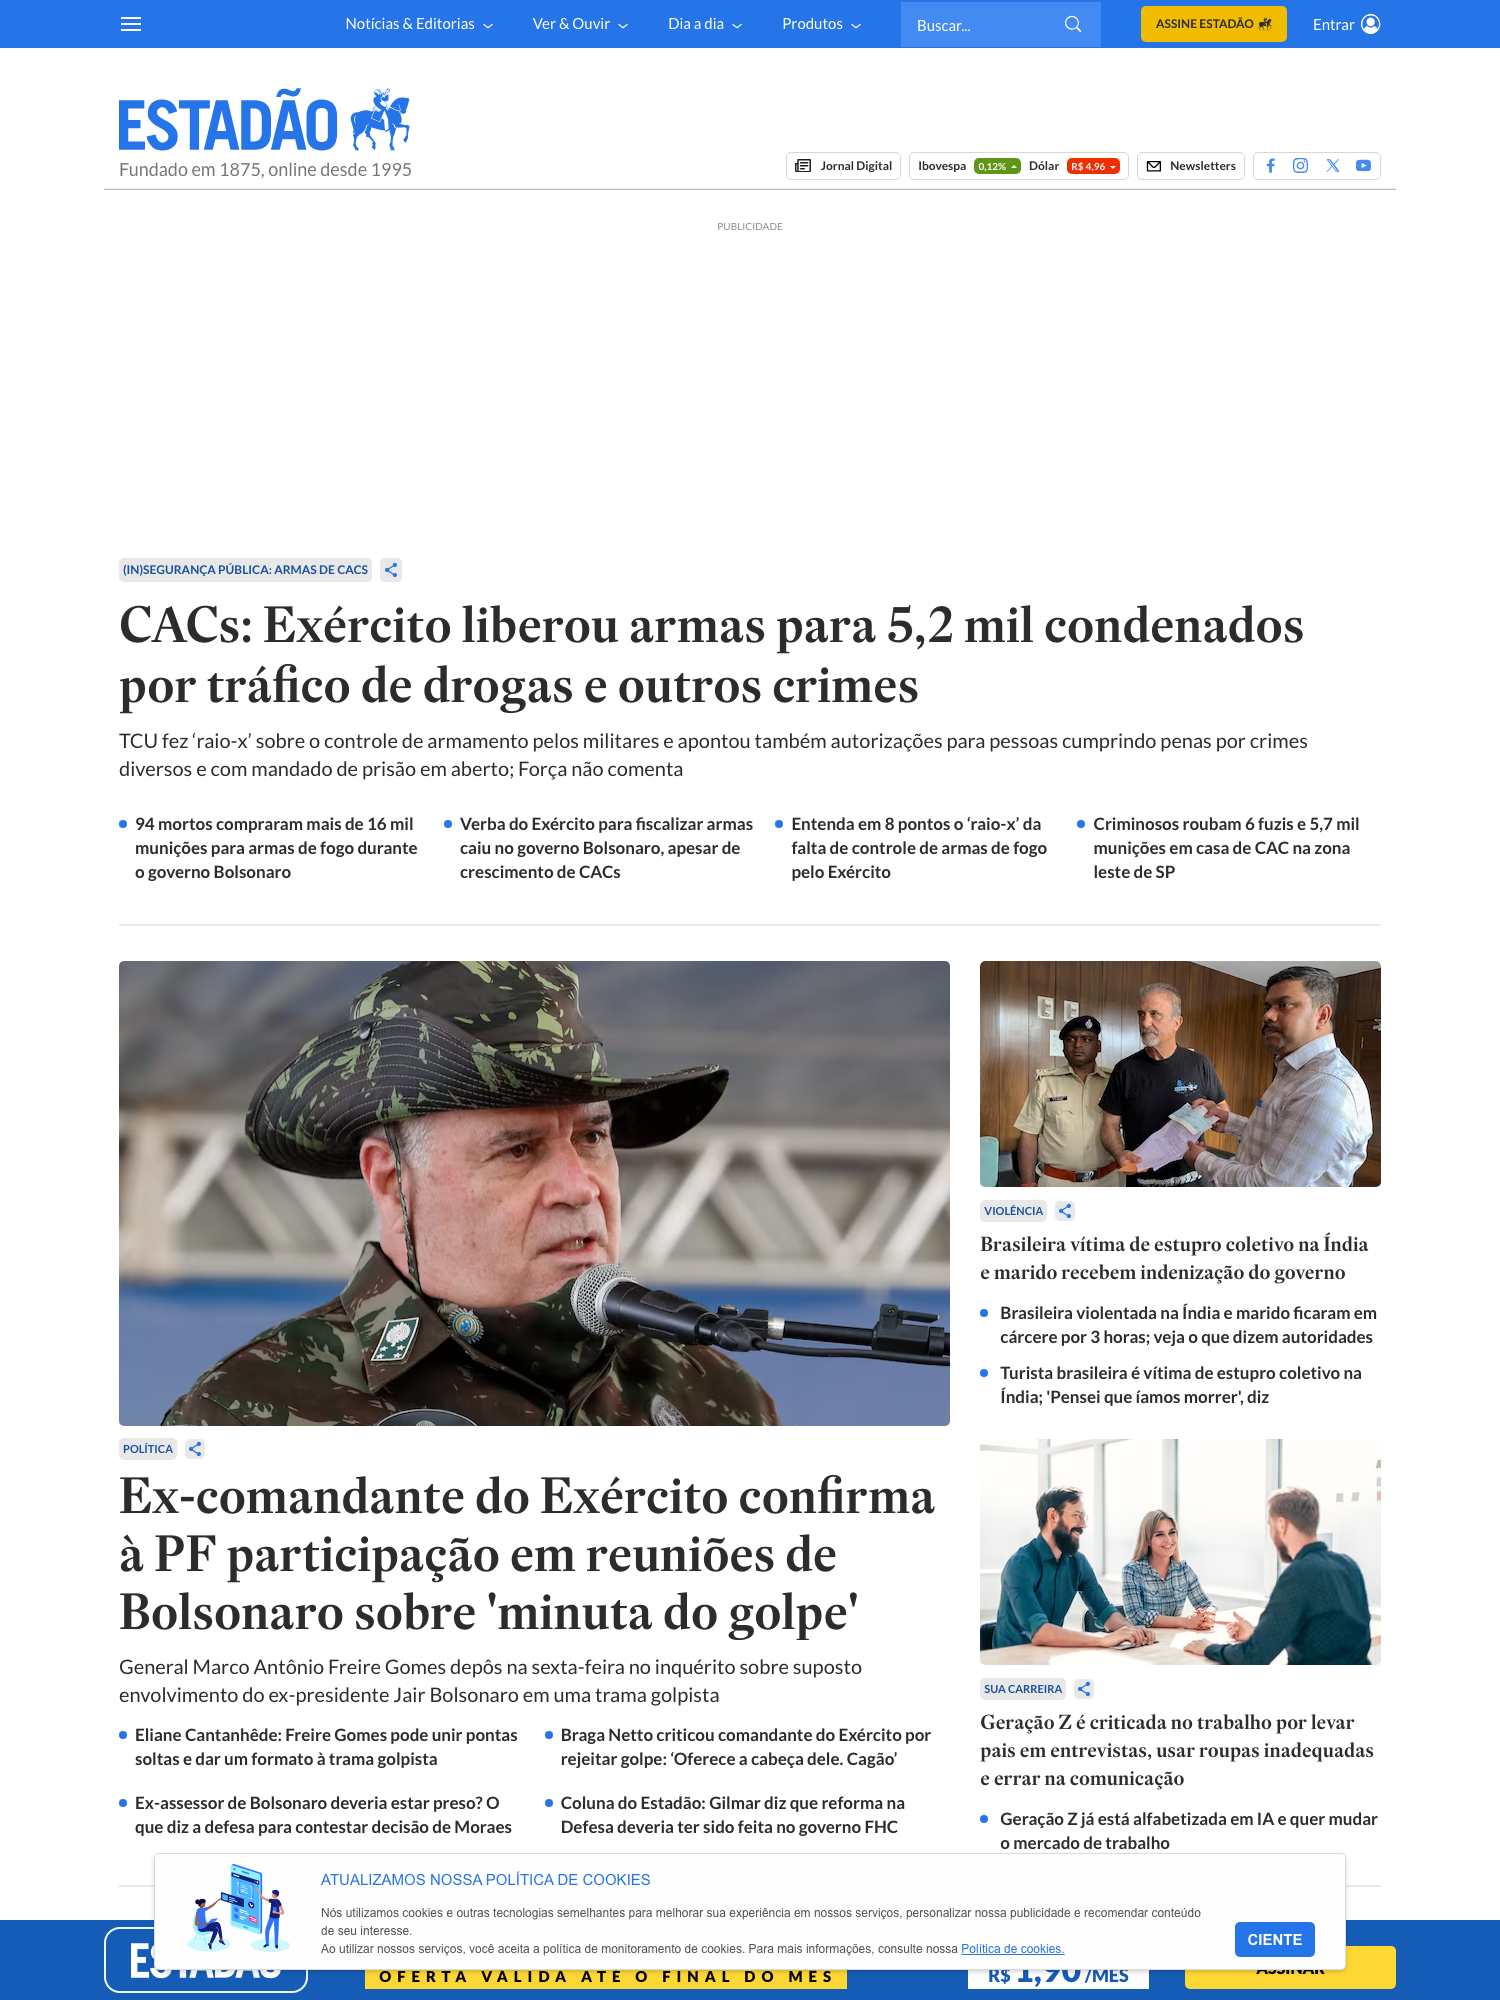 Notícias & Editorias
Ver & Ouvir
Dia a dia
Produtos
Buscar...
ASSINE ESTADÃO
Entrar
ESTADÃO
Fundado em 1875, online desde 1995
Jornal Digital
Ibovespa 0,12% Dólar R$ 4,96
Newsletters
PUBLICIDADE
(IN)SEGURANÇA PÚBLICA: ARMAS DE CACS
CACs: Exército liberou armas para 5,2 mil condenados
por tráfico de drogas e outros crimes
TCU fez ‘raio-x’ sobre o controle de armamento pelos militares e apontou também autorizações para pessoas cumprindo penas por crimes
diversos e com mandado de prisão em aberto; Força não comenta
94 mortos compraram mais de 16 mil
munições para armas de fogo durante
o governo Bolsonaro
Verba do Exército para fiscalizar armas
caiu no governo Bolsonaro, apesar de
crescimento de CACs
Entenda em 8 pontos o ‘raio-x’ da
falta de controle de armas de fogo
pelo Exército
Criminosos roubam 6 fuzis e 5,7 mil
munições em casa de CAC na zona
leste de SP
POLÍTICA
Ex-comandante do Exército confirma
à PF participação em reuniões de
Bolsonaro sobre 'minuta do golpe'
General Marco Antônio Freire Gomes depôs na sexta-feira no inquérito sobre suposto
envolvimento do ex-presidente Jair Bolsonaro em uma trama golpista
Eliane Cantanhêde: Freire Gomes pode unir pontas
soltas e dar um formato à trama golpista
Braga Netto criticou comandante do Exército por
rejeitar golpe: ‘Oferece a cabeça dele. Cagão’
Ex-assessor de Bolsonaro deveria estar preso? O
que diz a defesa para contestar decisão de Moraes
Coluna do Estadão: Gilmar diz que reforma na
Defesa deveria ter sido feita no governo FHC
VIOLÊNCIA
Brasileira vítima de estupro coletivo na Índia
e marido recebem indenização do governo
Brasileira violentada na Índia e marido ficaram em
cárcere por 3 horas; veja o que dizem autoridades
Turista brasileira é vítima de estupro coletivo na
Índia; 'Pensei que íamos morrer', diz
SUA CARREIRA
Geração Z é criticada no trabalho por levar
pais em entrevistas, usar roupas inadequadas
e errar na comunicação
Geração Z já está alfabetizada em IA e quer mudar
o mercado de trabalho
ATUALIZAMOS NOSSA POLÍTICA DE COOKIES
Nós utilizamos cookies e outras tecnologias semelhantes para melhorar sua experiência em nossos serviços, personalizar nossa publicidade e recomendar conteúdo
de seu interesse.
Ao utilizar nossos serviços, você aceita a política de monitoramento de cookies. Para mais informações, consulte nossa Política de cookies.
CIENTE
ESTADÃO
OFERTA VÁLIDA ATÉ O FINAL DO MÊS
R$ 1,90/MÊS
ASSINAR